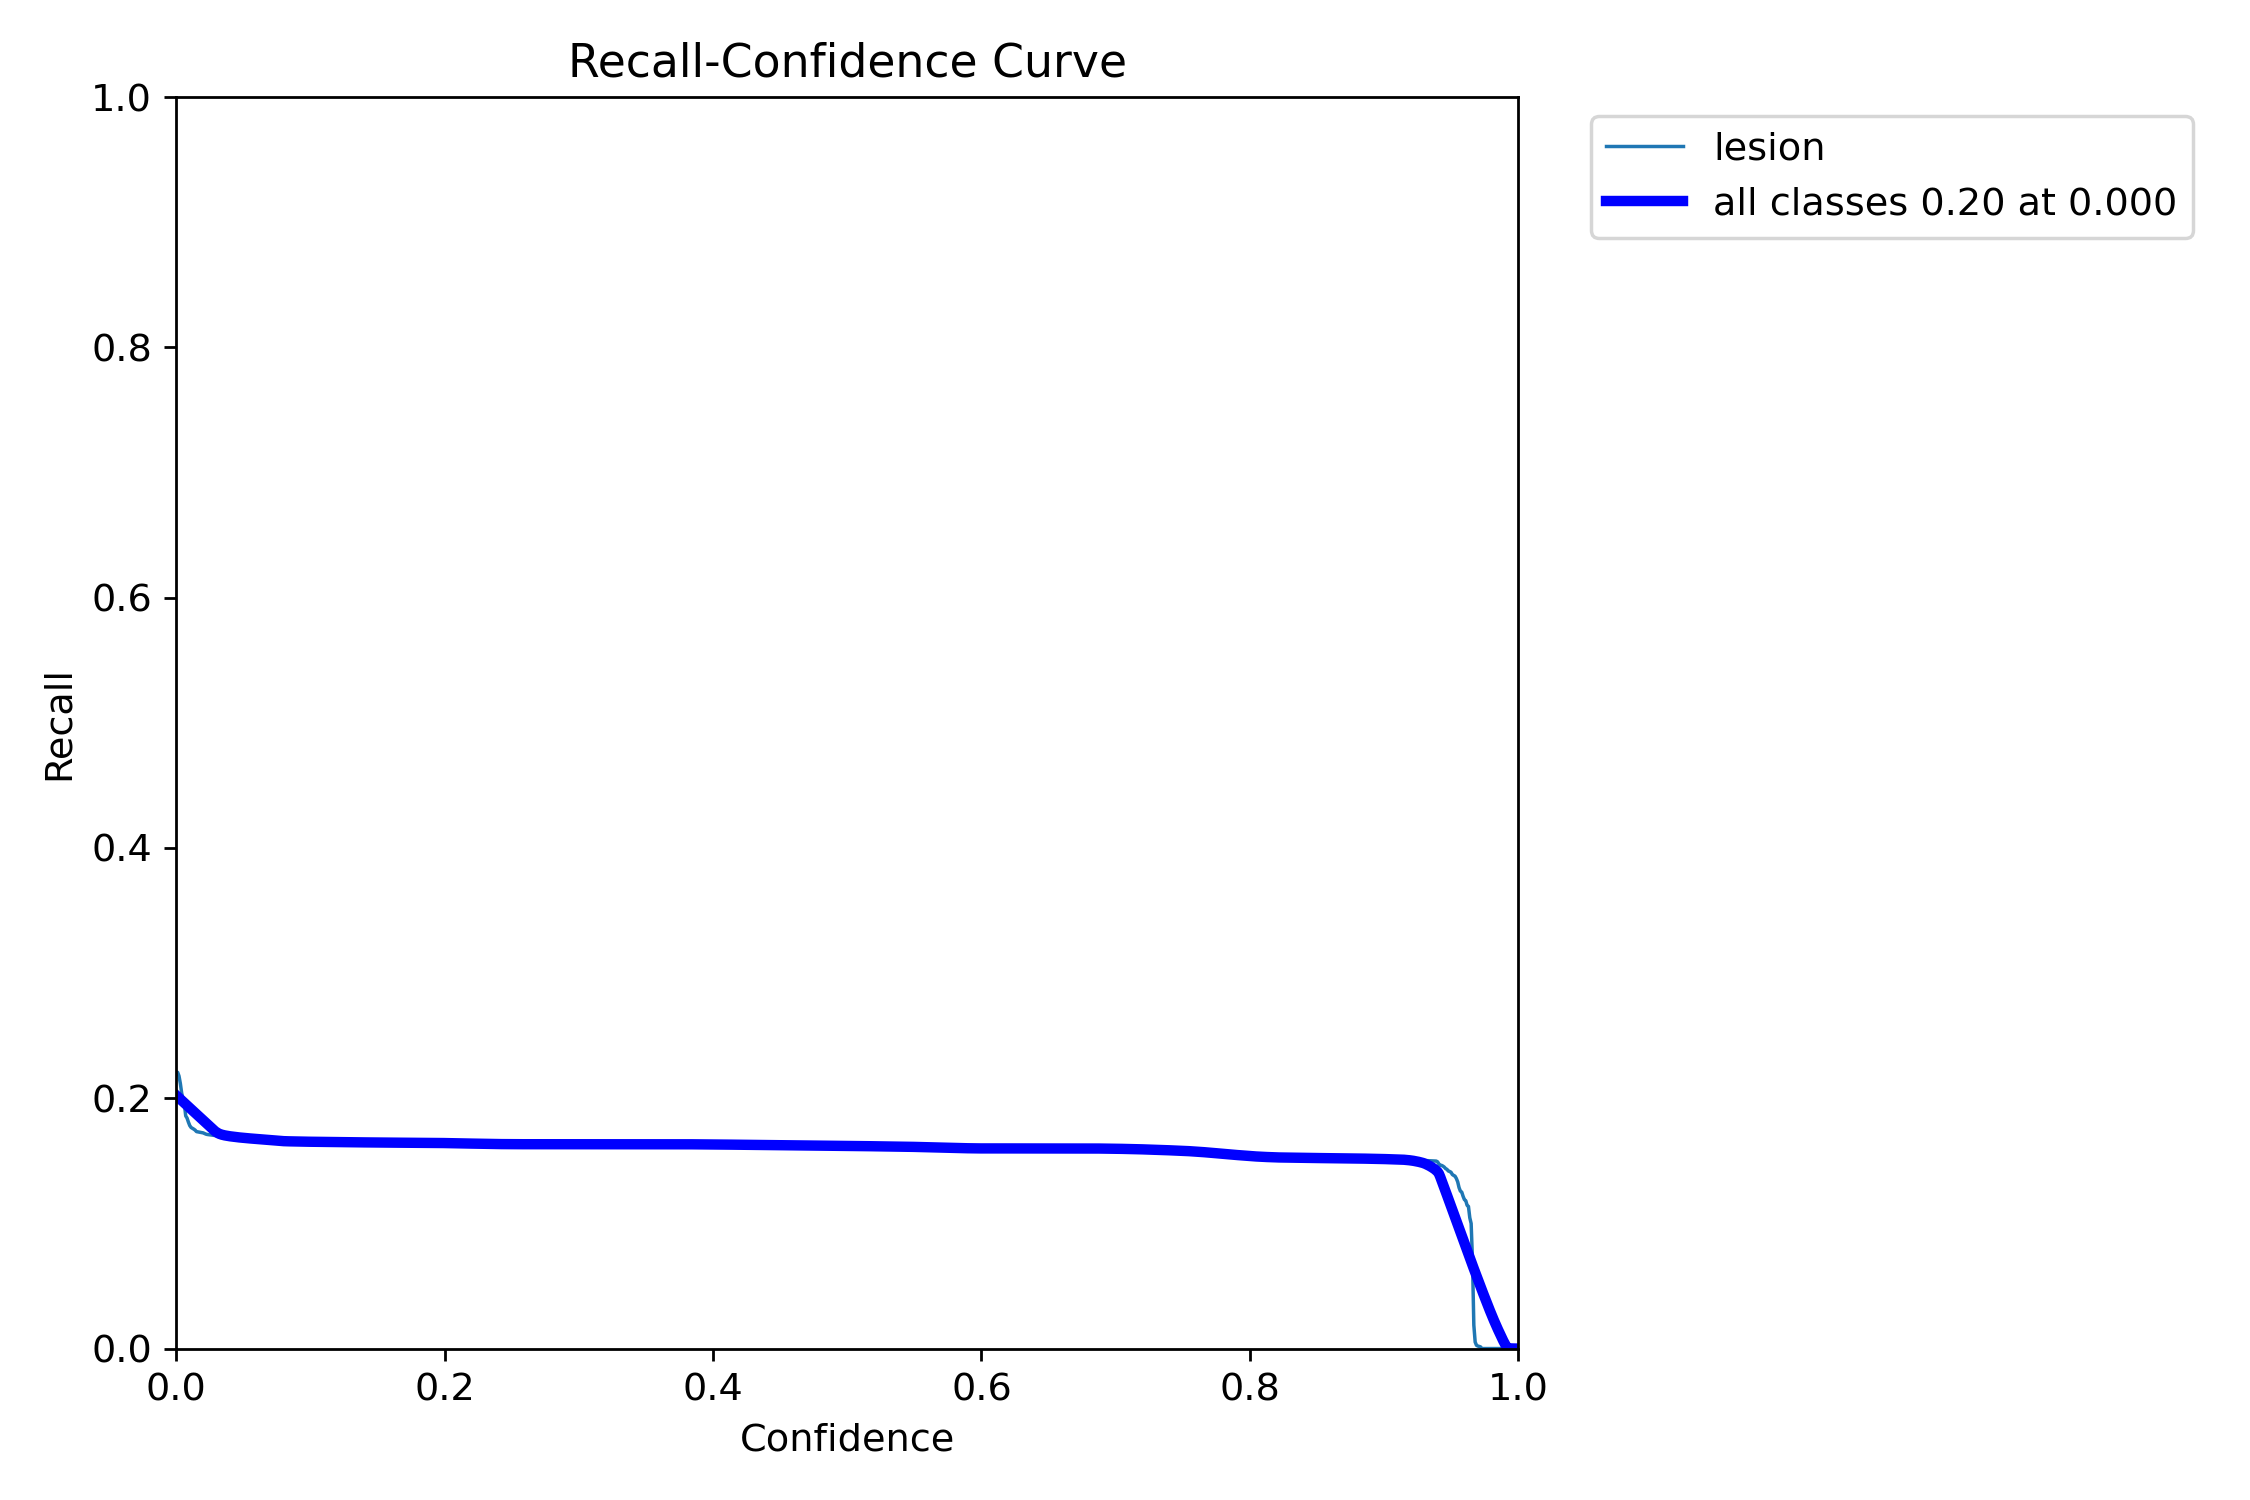 Recall-Confidence Curve
1.0
0.8
0.6
0.4
0.2
0.0
Recall
0.0 0.2 0.4 0.6 0.8 1.0
Confidence
lesion
all classes 0.20 at 0.000